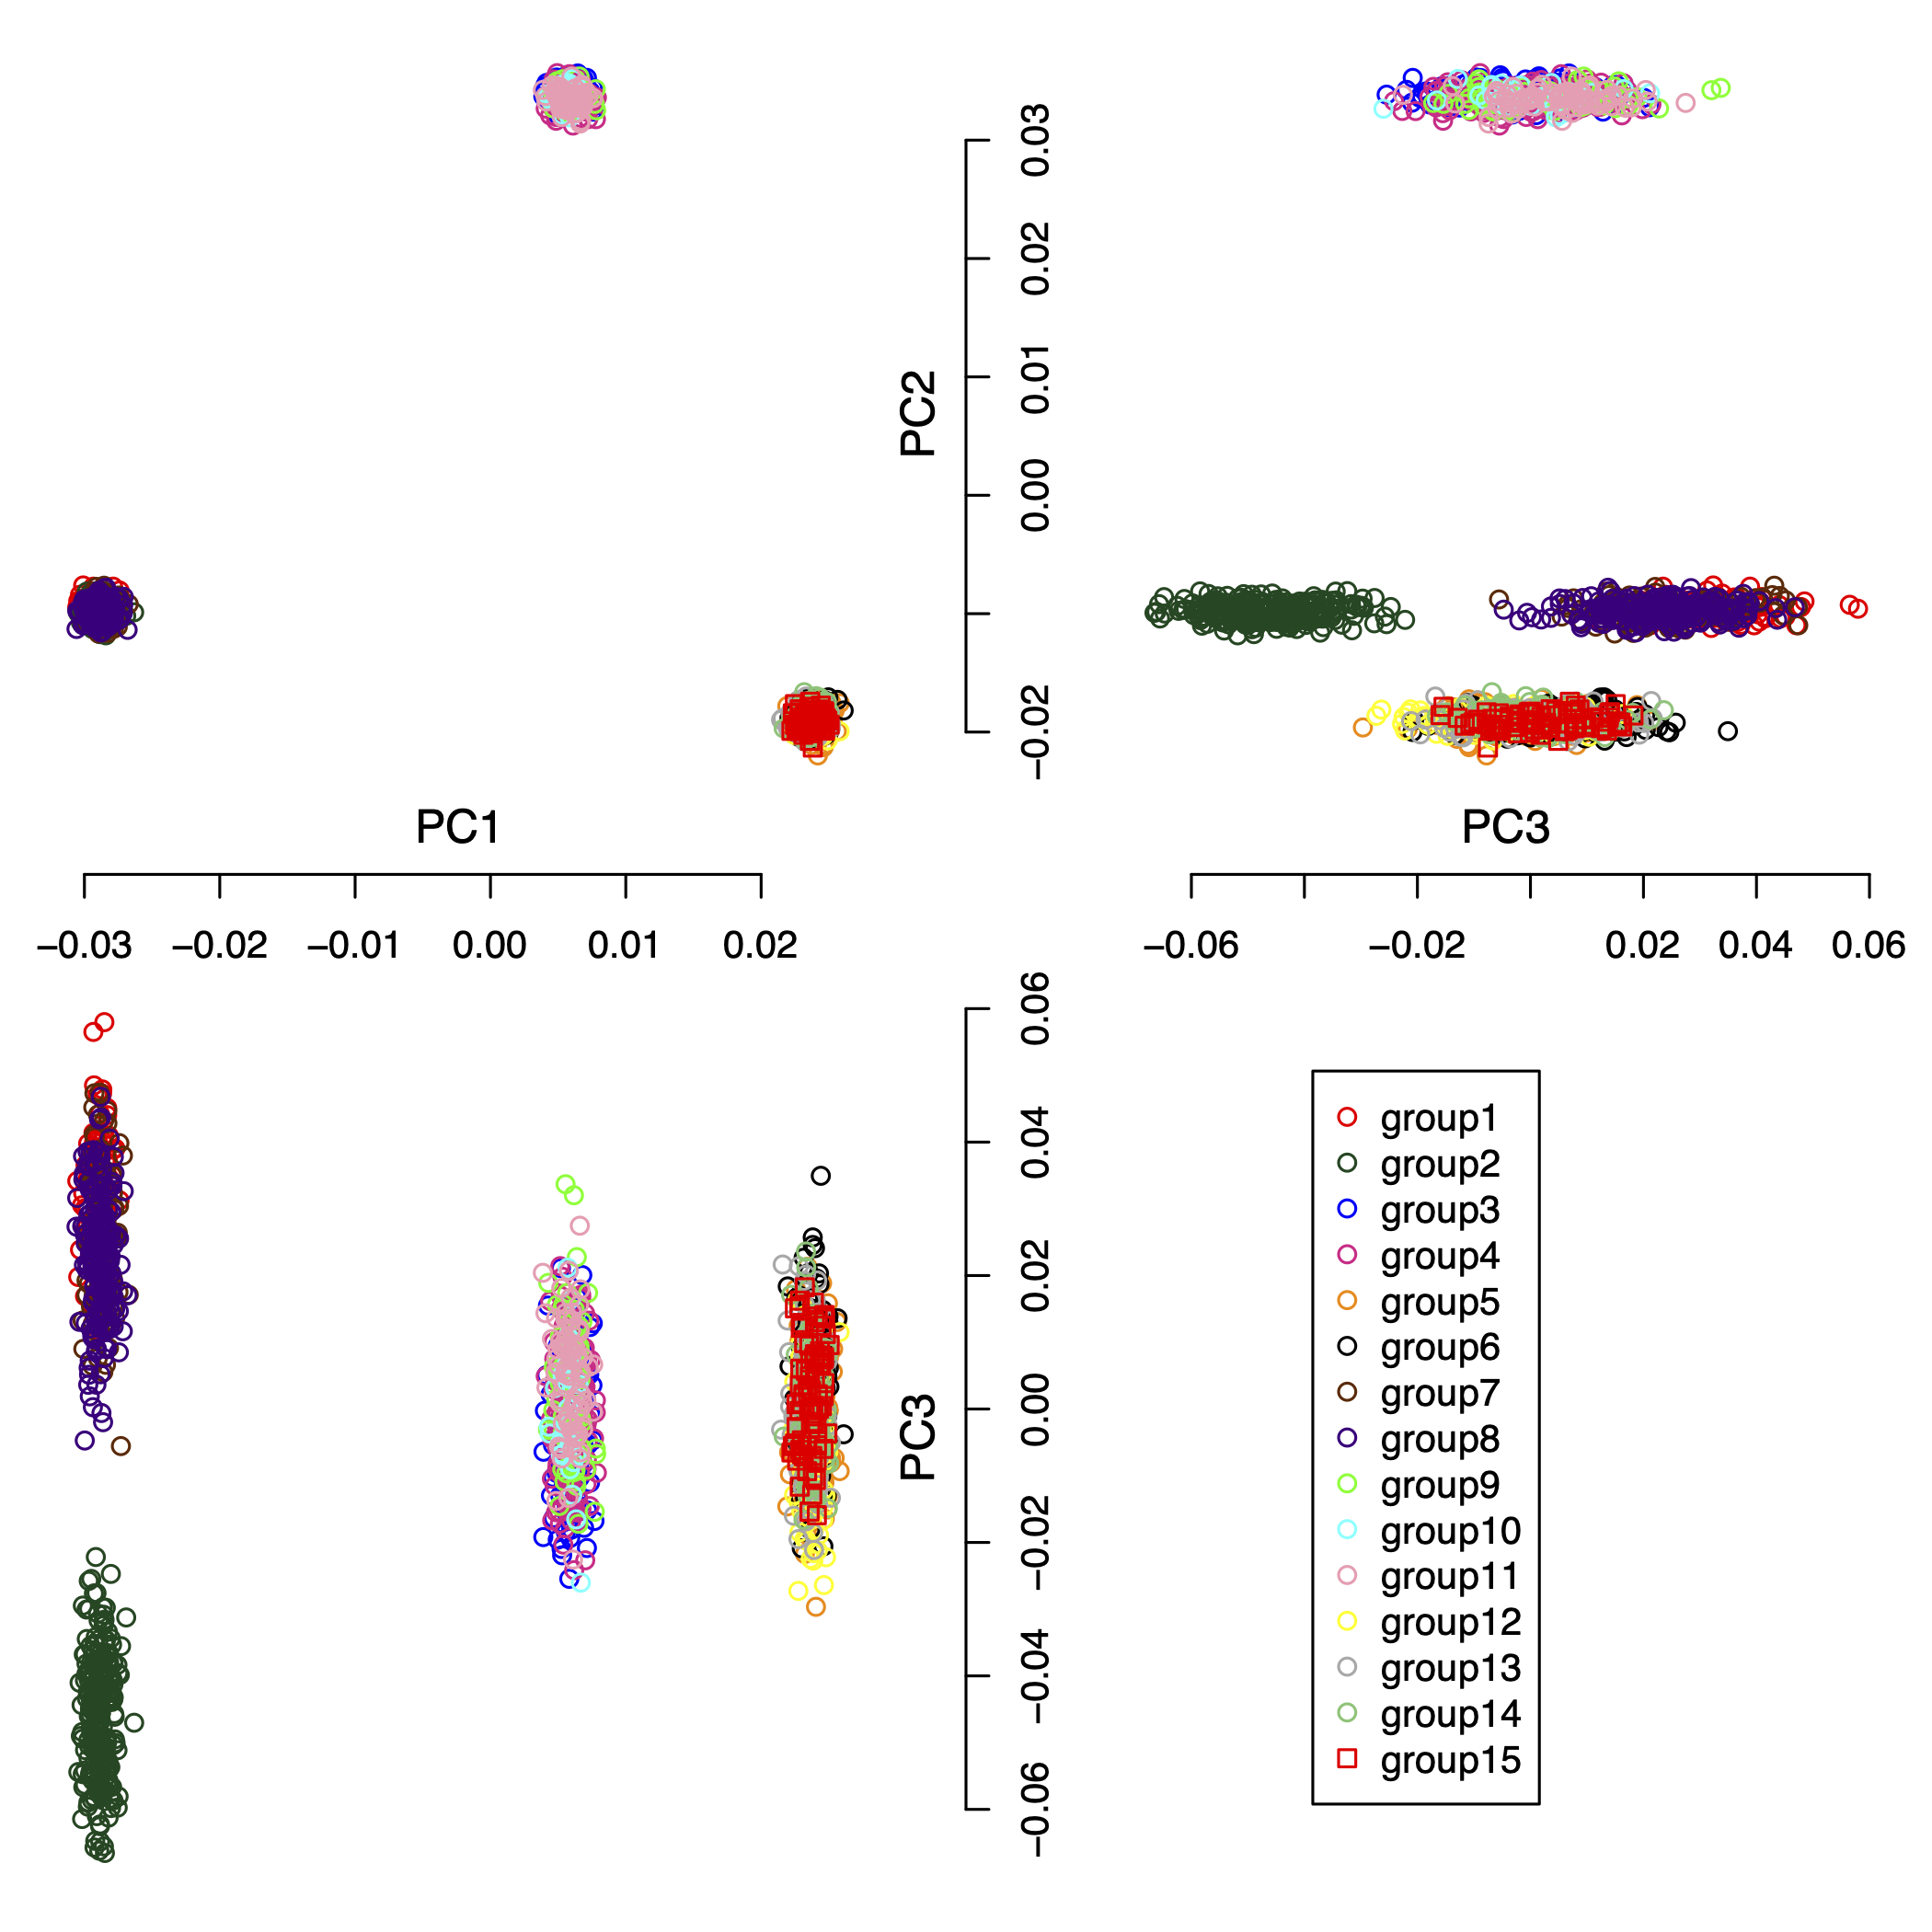 0.03
0.02
0.01
0.00
−0.02
PC2
PC1
PC3
−0.03 −0.02 −0.01 0.00 0.01 0.02
−0.06 −0.02 0.02 0.04 0.06
0.06
0.04
0.02
0.00
−0.02
−0.04
−0.06
PC3
group1
group2
group3
group4
group5
group6
group7
group8
group9
group10
group11
group12
group13
group14
group15